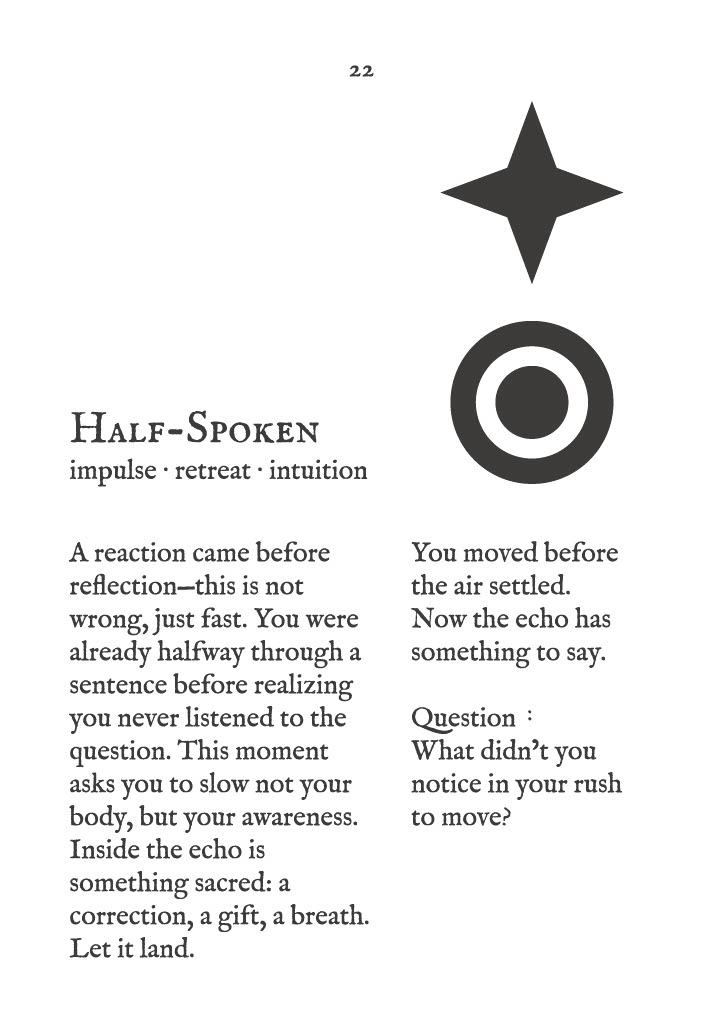 22
Half-Spoken
impulse · retreat · intuition
A reaction came before
reflection—this is not
wrong, just fast. You were
already halfway through a
sentence before realizing
you never listened to the
question. This moment
asks you to slow not your
body, but your awareness.
Inside the echo is
something sacred: a
correction, a gift, a breath.
Let it land.
You moved before
the air settled.
Now the echo has
something to say.
Question :
What didn’t you
notice in your rush
to move?